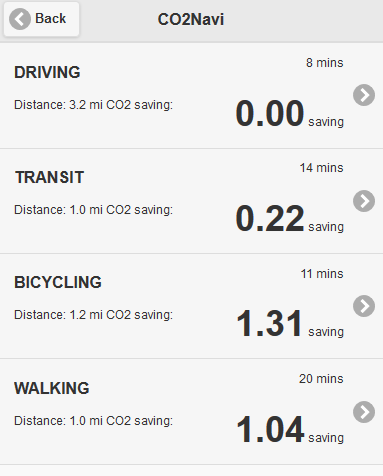 Back
CO2Navi
DRIVING
8 mins
Distance: 3.2 mi CO2 saving:
0.00 saving
TRANSIT
14 mins
Distance: 1.0 mi CO2 saving:
0.22 saving
BICYCLING
11 mins
Distance: 1.2 mi CO2 saving:
1.31 saving
WALKING
20 mins
Distance: 1.0 mi CO2 saving:
1.04 saving